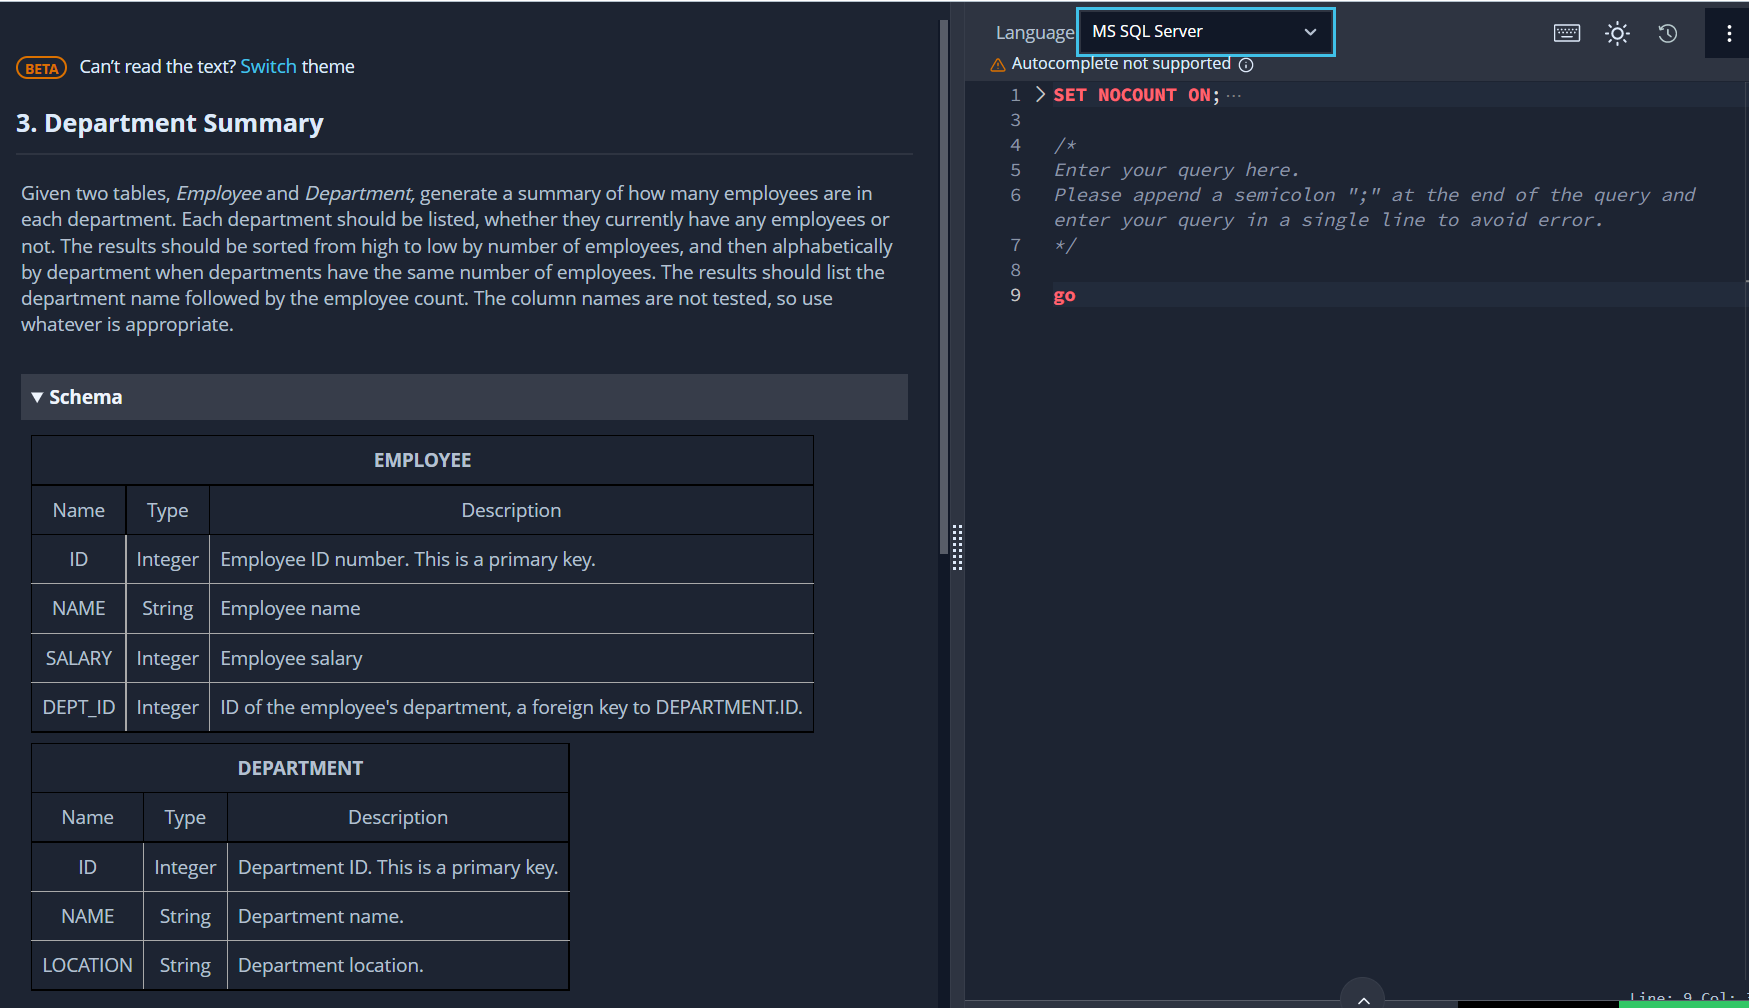 BETA Can't read the text? Switch theme
3. Department Summary
Given two tables, Employee and Department, generate a summary of how many employees are in
each department. Each department should be listed, whether they currently have any employees or
not. The results should be sorted from high to low by number of employees, and then alphabetically
by department when departments have the same number of employees. The results should list the
department name followed by the employee count. The column names are not tested, so use
whatever is appropriate.
▼ Schema
EMPLOYEE
Name Type Description
ID Integer Employee ID number. This is a primary key.
NAME String Employee name
SALARY Integer Employee salary
DEPT_ID Integer ID of the employee's department, a foreign key to DEPARTMENT.ID.
DEPARTMENT
Name Type Description
ID Integer Department ID. This is a primary key.
NAME String Department name.
LOCATION String Department location.
Language MS SQL Server
Autocomplete not supported
1 SET NOCOUNT ON; ...
3
4 /*
5 Enter your query here.
6 Please append a semicolon ";" at the end of the query and
enter your query in a single line to avoid error.
7 */
8
9 go
Line: 9 Col: